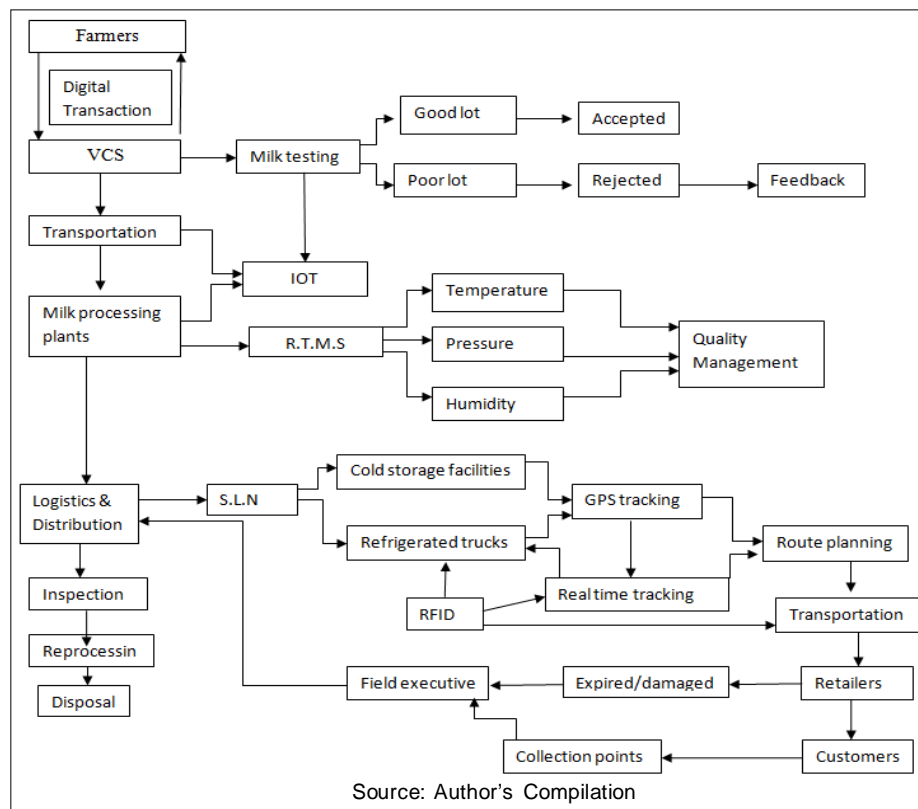 Farmers
Digital
Transaction
VCS
Milk testing
Good lot
Accepted
Poor lot
Rejected
Feedback
Transportation
IOT
Milk processing
plants
R.T.M.S
Temperature
Pressure
Humidity
Quality
Management
Logistics &
Distribution
S.L.N
Cold storage facilities
Refrigerated trucks
GPS tracking
Route planning
Real time tracking
RFID
Transportation
Inspection
Reprocessin
Disposal
Field executive
Expired/damaged
Retailers
Collection points
Customers
Source: Author's Compilation